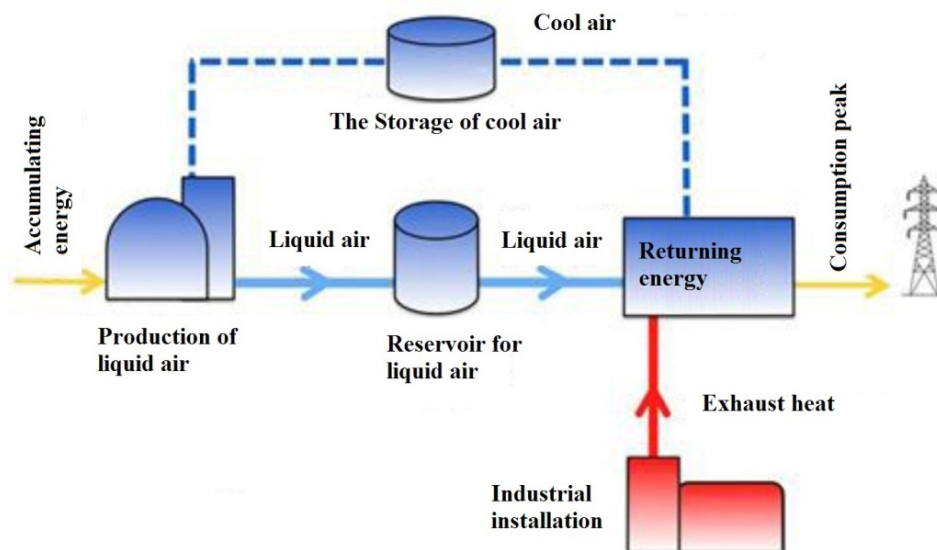 Cool air
The Storage of cool air
Accumulating
energy
Consumption peak
Liquid air
Liquid air
Returning
energy
Production of
liquid air
Reservoir for
liquid air
Exhaust heat
Industrial
installation